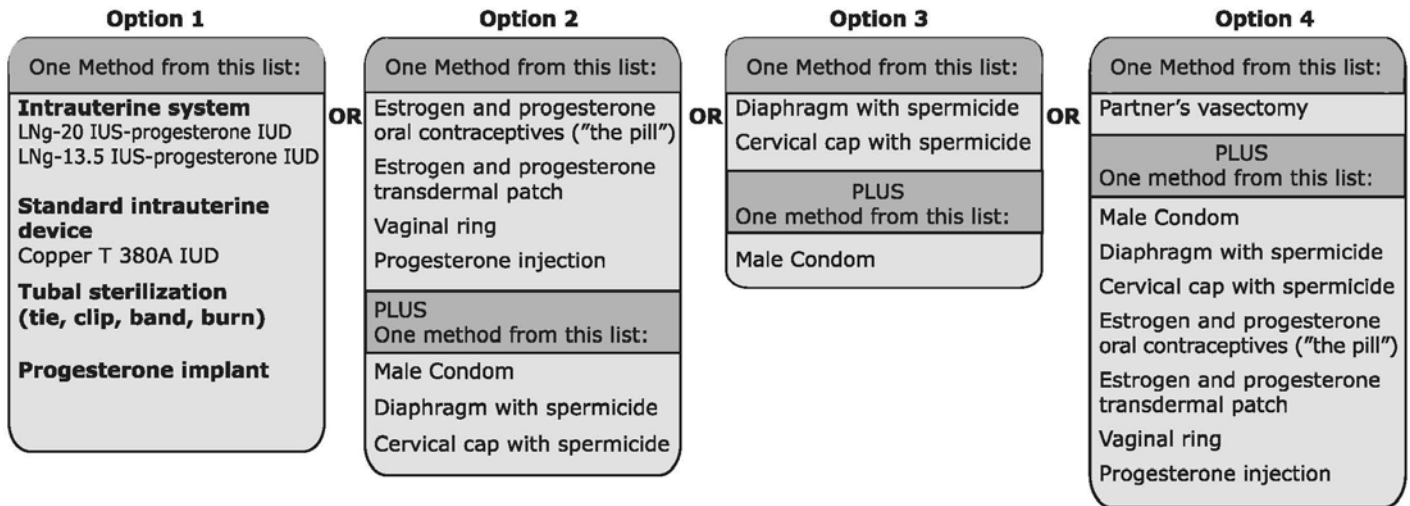 Option 1
One Method from this list:
Intrauterine system
LNg-20 IUS-progesterone IUD
LNg-13.5 IUS-progesterone IUD
Standard intrauterine
device
Copper T 380A IUD
Tubal sterilization
(tie, clip, band, burn)
Progesterone implant
OR
Option 2
One Method from this list:
Estrogen and progesterone
oral contraceptives ("the pill")
Estrogen and progesterone
transdermal patch
Vaginal ring
Progesterone injection
PLUS
One method from this list:
Male Condom
Diaphragm with spermicide
Cervical cap with spermicide
OR
Option 3
One Method from this list:
Diaphragm with spermicide
Cervical cap with spermicide
PLUS
One method from this list:
Male Condom
OR
Option 4
One Method from this list:
Partner's vasectomy
PLUS
One method from this list:
Male Condom
Diaphragm with spermicide
Cervical cap with spermicide
Estrogen and progesterone
oral contraceptives ("the pill")
Estrogen and progesterone
transdermal patch
Vaginal ring
Progesterone injection